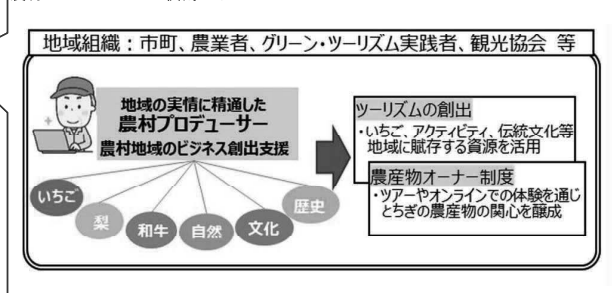 地域組織：市町、農業者、グリーン・ツーリズム実践者、観光協会 等
地域の実情に精通した
農村プロデューサー
農村地域のビジネス創出支援
いちご
梨
和牛
自然
文化
歴史
ツーリズムの創出
・いちご、アクティビティ、伝統文化等
地域に賦存する資源を活用
農産物オーナー制度
・ツアーやオンラインでの体験を通じ
とちぎの農産物の関心を醸成